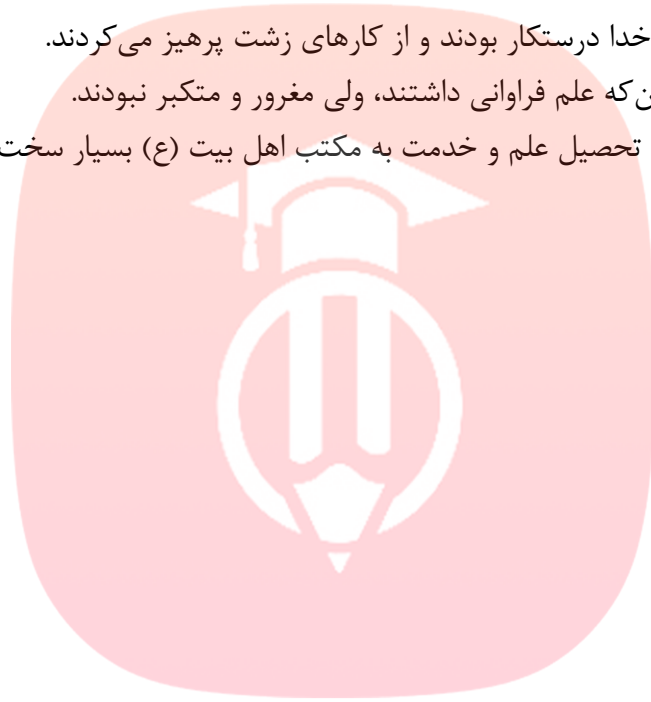 خدا درستکار بودند و از کارهای زشت پرهیز می‌کردند.
که علم فراوانی داشتند، ولی مغرور و متکبر نبودند.
تحصیل علم و خدمت به مکتب اهل بیت (ع) بسیار سخت